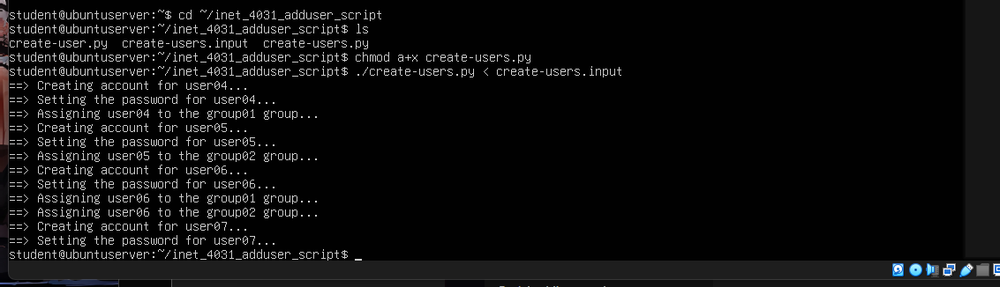 student@ubuntuserver:~$ cd ~/inet_4031_adduser_script
student@ubuntuserver:~/inet_4031_adduser_script$ ls
create-user.py  create-users.input  create-users.py
student@ubuntuserver:~/inet_4031_adduser_script$ chmod a+x create-users.py
student@ubuntuserver:~/inet_4031_adduser_script$ ./create-users.py < create-users.input
==> Creating account for user04...
==> Setting the password for user04...
==> Assigning user04 to the group01 group...
==> Creating account for user05...
==> Setting the password for user05...
==> Assigning user05 to the group02 group...
==> Creating account for user06...
==> Setting the password for user06...
==> Assigning user06 to the group01 group...
==> Assigning user06 to the group02 group...
==> Creating account for user07...
==> Setting the password for user07...
student@ubuntuserver:~/inet_4031_adduser_script$ _